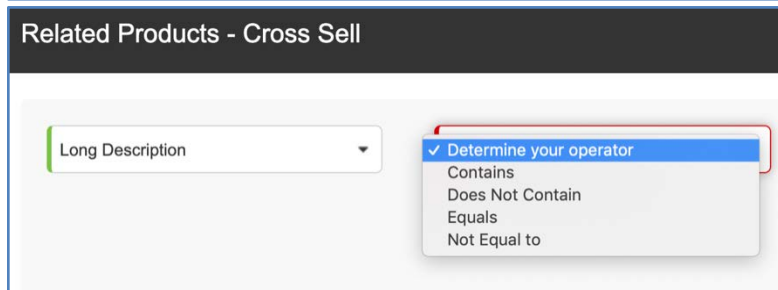 Related Products - Cross Sell
Long Description
Determine your operator
Contains
Does Not Contain
Equals
Not Equal to